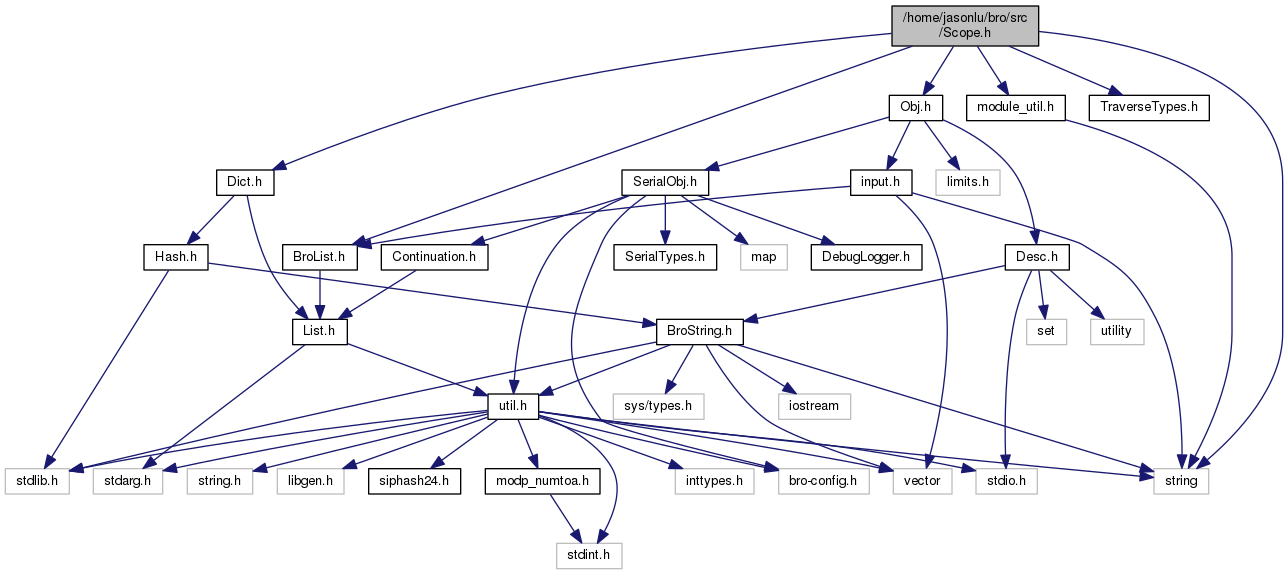 /home/jasonlu/bro/src
/Scope.h
Obj.h
module_util.h
TraverseTypes.h
Dict.h
SerialObj.h
input.h
limits.h
Hash.h
BroList.h
Continuation.h
SerialTypes.h
map
DebugLogger.h
Desc.h
List.h
BroString.h
set
utility
util.h
sys/types.h
iostream
stdlib.h
stdarg.h
string.h
libgen.h
siphash24.h
modp_numtoa.h
inttypes.h
bro-config.h
vector
stdio.h
string
stdint.h